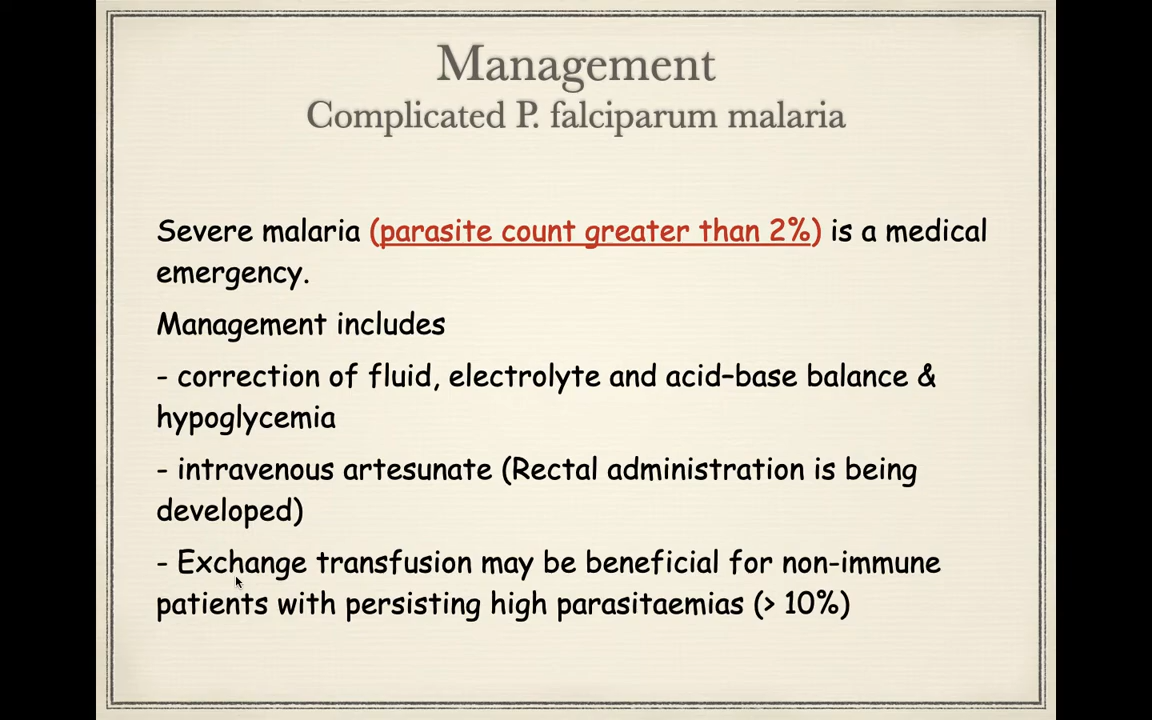 Management
Complicated P. falciparum malaria
Severe malaria (parasite count greater than 2%) is a medical
emergency.
Management includes
- correction of fluid, electrolyte and acid–base balance &
hypoglycemia
- intravenous artesunate (Rectal administration is being
developed)
- Exchange transfusion may be beneficial for non-immune
patients with persisting high parasitaemias (> 10%)